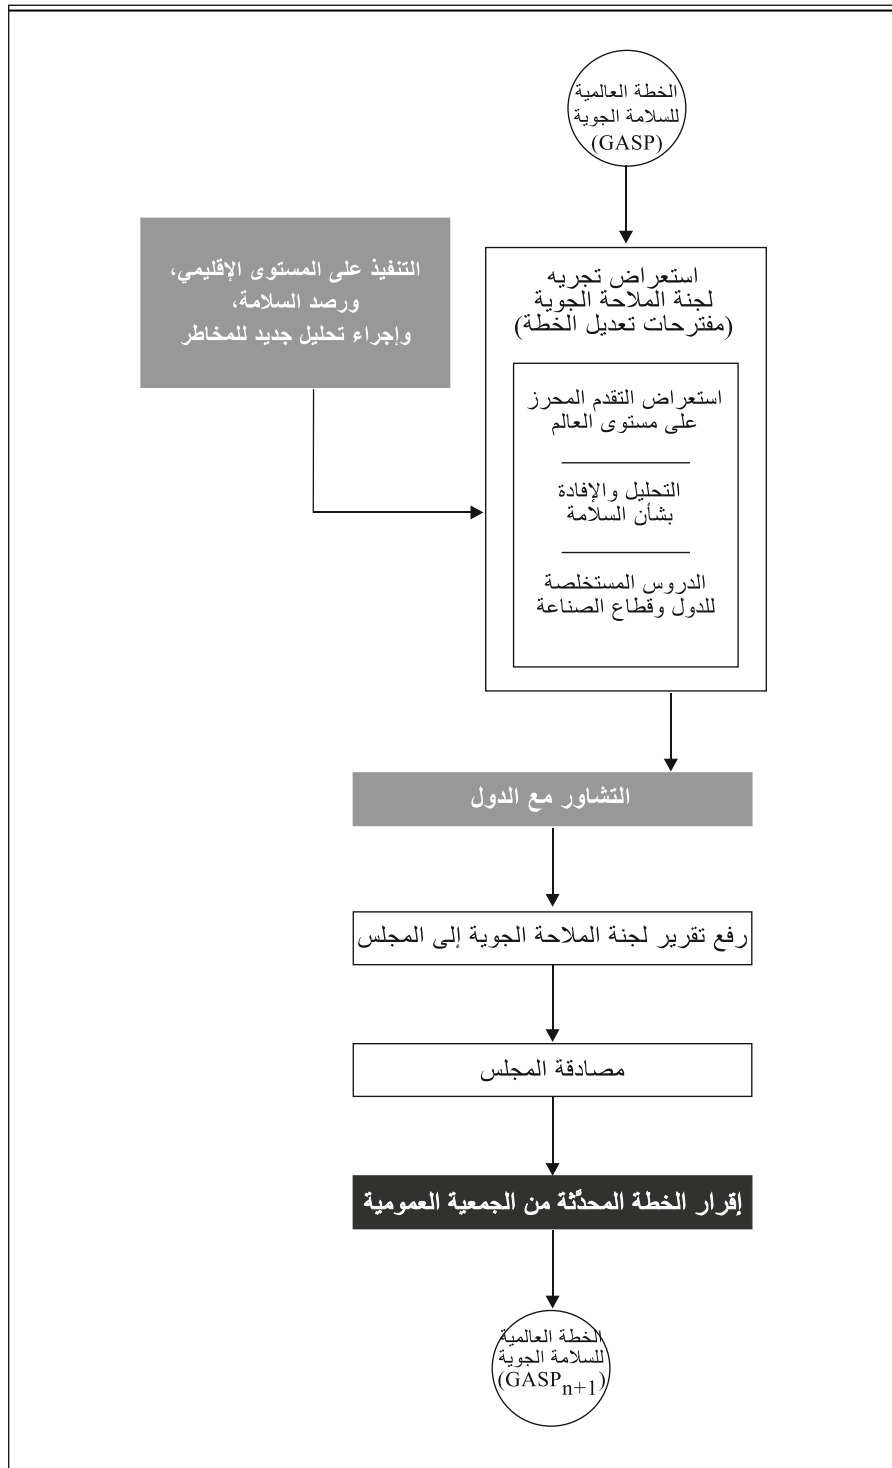 الخطة العالمية
للسلامة الجوية
(GASP)
التنفيذ على المستوى الإقليمي،
ورصد السلامة،
وإجراء تحليل جديد للمخاطر
استعراض تجريه
لجنة الملاحة الجوية
(مفترحات تعديل الخطة)
استعراض التقدم المحرز
على مستوى العالم
التحليل والإفادة
بشأن السلامة
الدروس المستخلصة
للدول وقطاع الصناعة
التشاور مع الدول
رفع تقرير لجنة الملاحة الجوية إلى المجلس
مصادقة المجلس
إقرار الخطة المحدَّثة من الجمعية العمومية
الخطة العالمية
للسلامة الجوية
(GASPn+1)